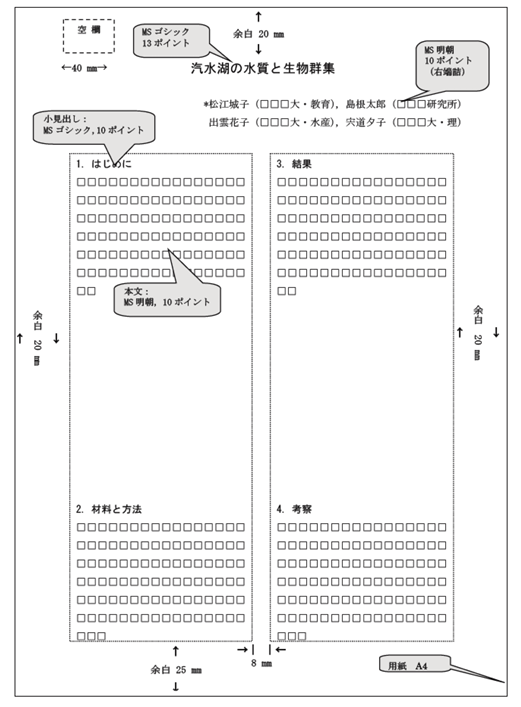 空 欄
←40 mm→
MS ゴシック
13 ポイント
↑
余白 20 mm
↓
汽水湖の水質と生物群集
MS 明朝
10 ポイント
(右端詰)
*松江城子（□□□大・教育），島根太郎（□□□研究所）
出雲花子（□□□大・水産），宍道夕子（□□□大・理）
小見出し：
MS ゴシック, 10 ポイント
1. はじめに
□□□□□□□□□□□□□□□□
□□□□□□□□□□□□□□□□
□□□□□□□□□□□□□□□□
□□□□□□□□□□□□□□□□
□□□□□□□□□□□□□□□□
□□□□□□□□□□□□□□□□
□□
本文：
MS 明朝, 10 ポイント
余白 20 mm
↑ ↓
2. 材料と方法
□□□□□□□□□□□□□□□□
□□□□□□□□□□□□□□□□
□□□□□□□□□□□□□□□□
□□□□□□□□□□□□□□□□
□□□□□□□□□□□□□□□□
□□□□□□□□□□□□□□□□
□□□
3. 結果
□□□□□□□□□□□□□□□□
□□□□□□□□□□□□□□□□
□□□□□□□□□□□□□□□□
□□□□□□□□□□□□□□□□
□□□□□□□□□□□□□□□□
□□□□□□□□□□□□□□□□
□□
余白 20 mm
↑ ↓
4. 考察
□□□□□□□□□□□□□□□□
□□□□□□□□□□□□□□□□
□□□□□□□□□□□□□□□□
□□□□□□□□□□□□□□□□
□□□□□□□□□□□□□□□□
□□□□□□□□□□□□□□□□
□□□
↑
余白 25 mm
↓
→| |←
8 mm
用紙 A4